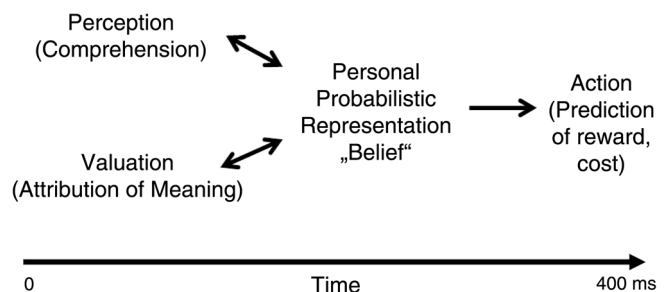 Perception
(Comprehension)
Personal
Probabilistic
Representation
„Belief“
Action
(Prediction
of reward,
cost)
Valuation
(Attribution of Meaning)
0
Time
400 ms